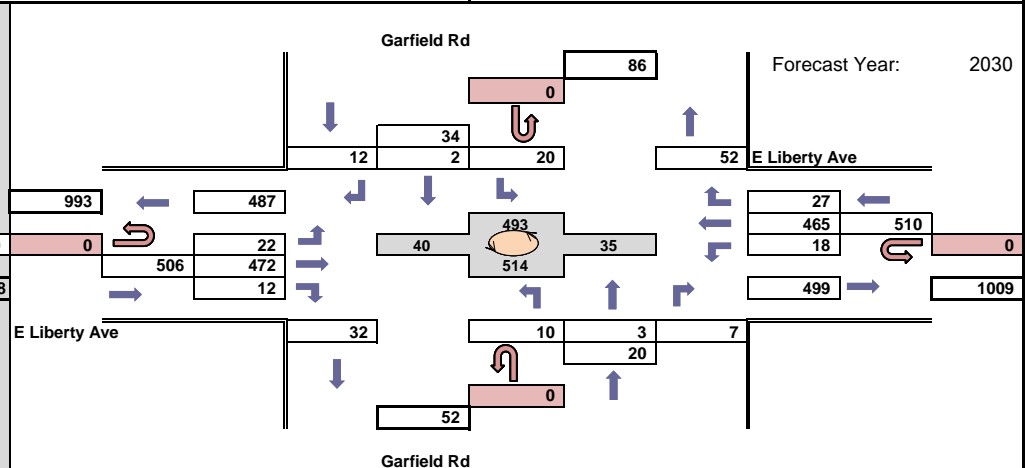 Garfield Rd
86
Forecast Year: 2030
0
34
12 2 20 52 E Liberty Ave
993 487 27
493
465 510
0 22 40 35 18 0
506 472 514
8 12 499 1009
E Liberty Ave 32 10 3 7
20
0
52
Garfield Rd